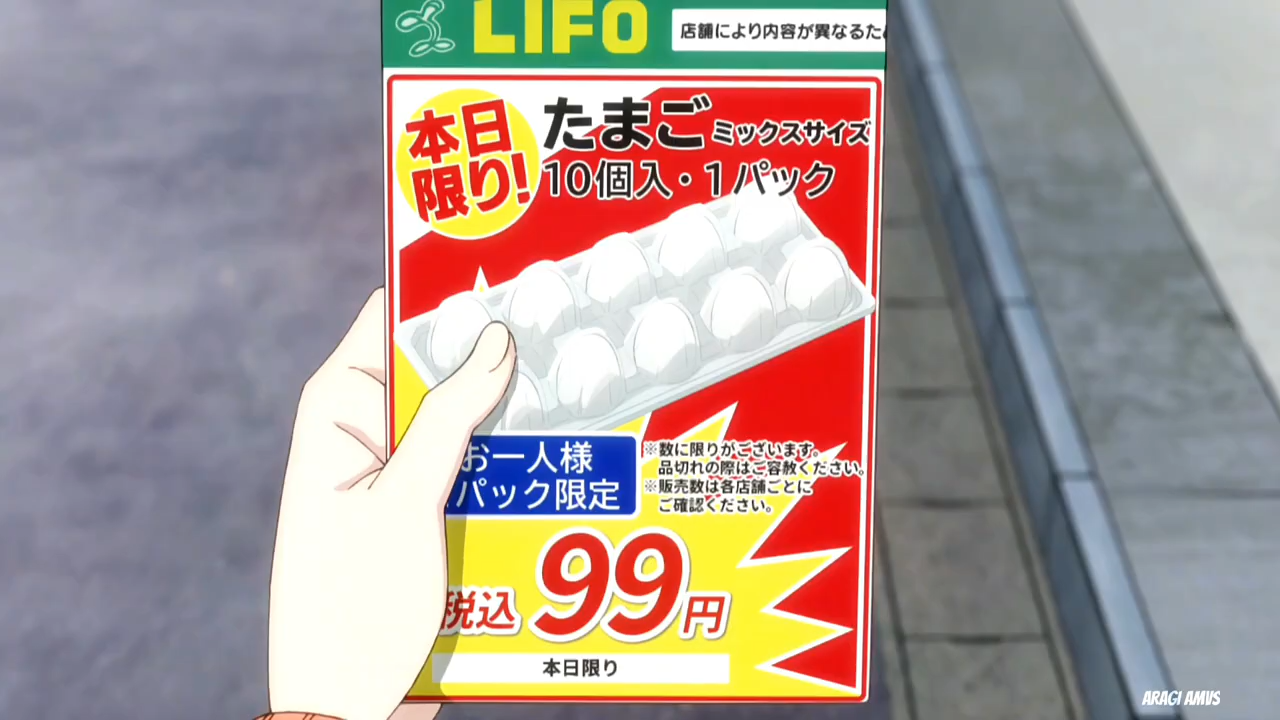 LIFO
店舗により内容が異なるた
本日
限り!
たまご ミックスサイズ
10個入・1パック
お一人様
パック限定
※数に限りがございます。
品切れの際はご容赦ください。
※販売数は各店舗ごとに
ご確認ください。
税込 99円
本日限り
ARAGI AMVS